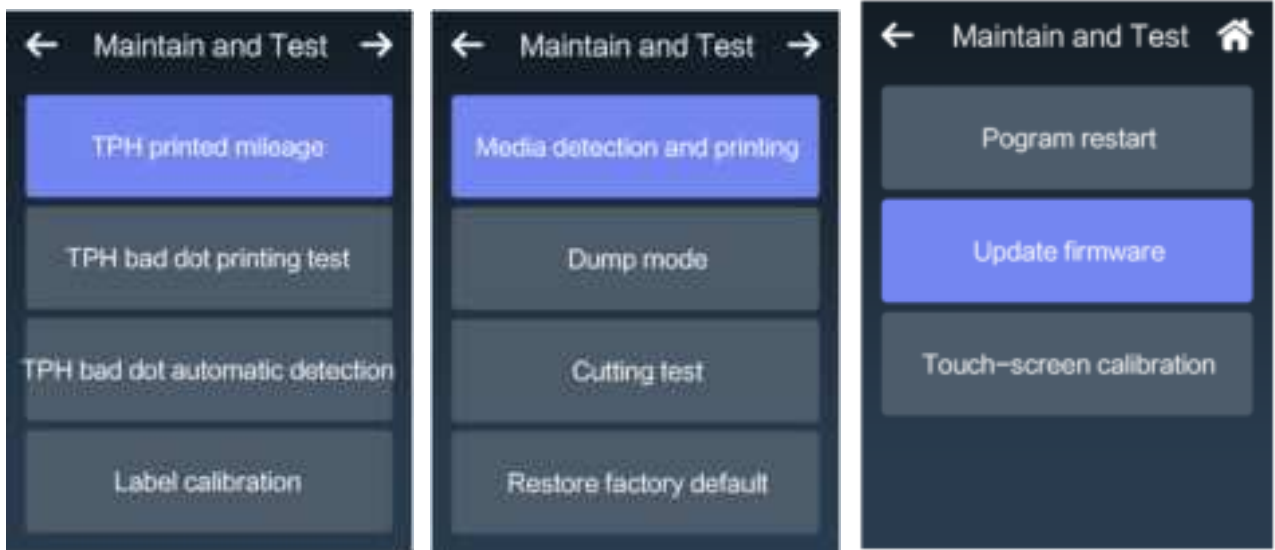 Maintain and Test
TPH printed mileage
TPH bad dot printing test
TPH bad dot automatic detection
Label calibration
Maintain and Test
Media detection and printing
Dump mode
Cutting test
Restore factory default
Maintain and Test
Pogram restart
Update firmware
Touch-screen calibration